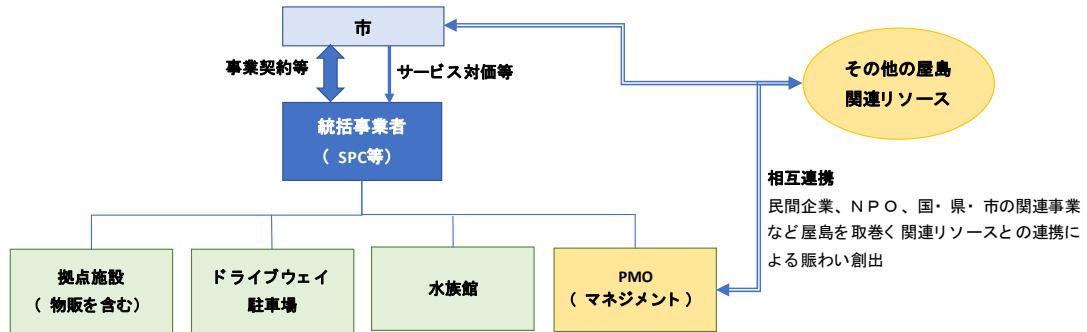 市
事業契約等
サービス対価等
その他の屋島
関連リソース
統括事業者
（ SPC等）
相互連携
民間企業、ＮＰＯ、国・県・市の関連事業
など屋島を取巻く関連リソースとの連携に
よる賑わい創出
拠点施設
（ 物販を含む）
ドライブウェイ
駐車場
水族館
PMO
（ マネジメント）